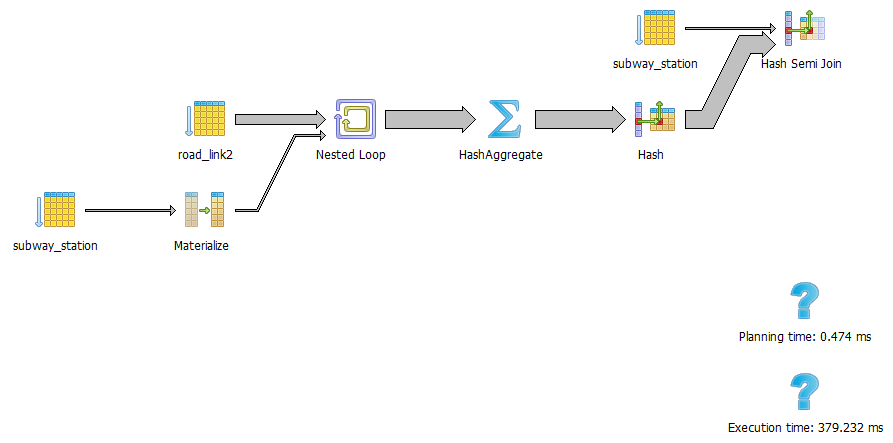 subway_station
Hash Semi Join
road_link2
Nested Loop
HashAggregate
Hash
subway_station
Materialize
Planning time: 0.474 ms
Execution time: 379.232 ms